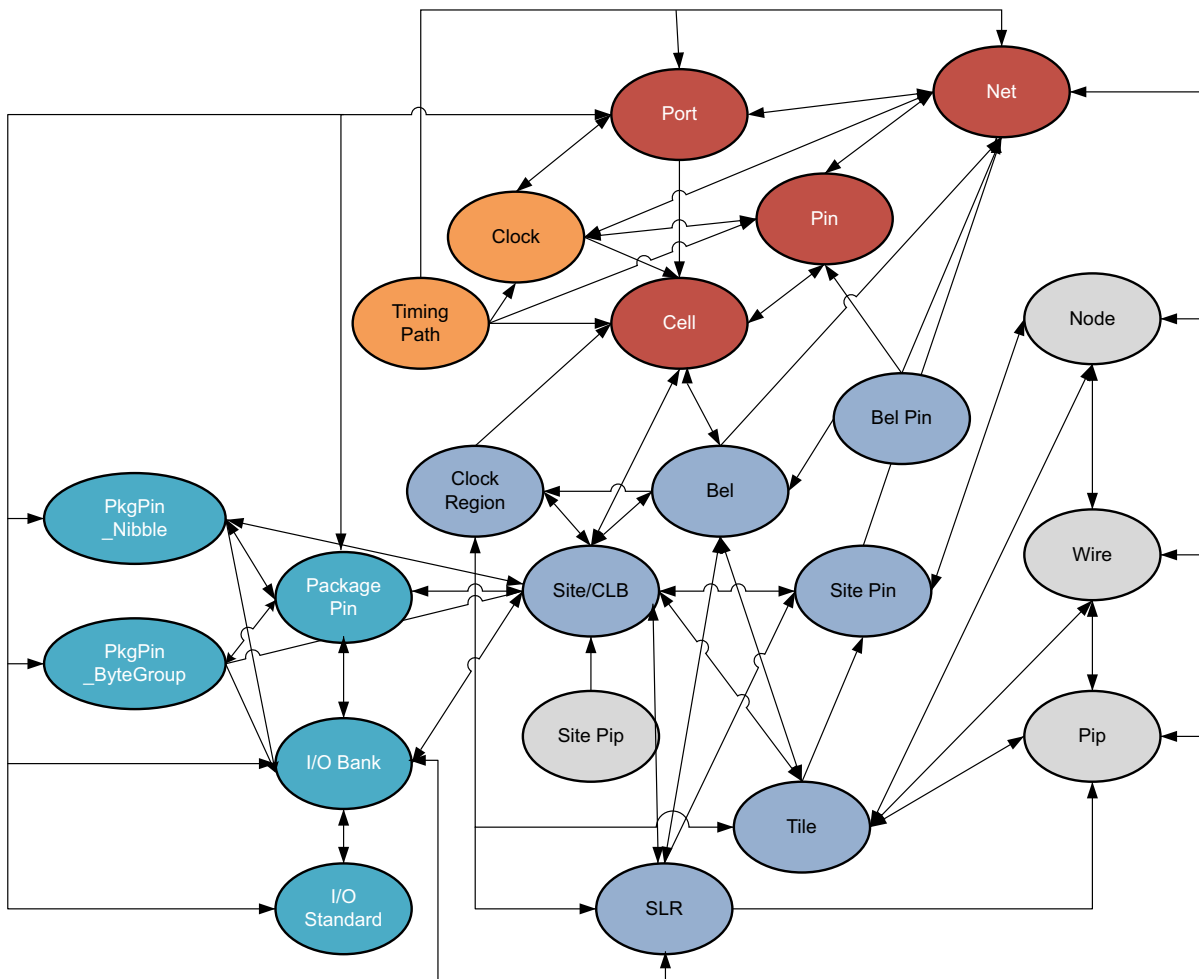 Net
Port
Pin
Clock
Timing
Path
Cell
Node
Bel Pin
Clock
Region
Bel
PkgPin
_Nibble
Wire
Package
Pin
Site/CLB
Site Pin
PkgPin
_ByteGroup
Site Pip
Pip
I/O Bank
Tile
I/O
Standard
SLR